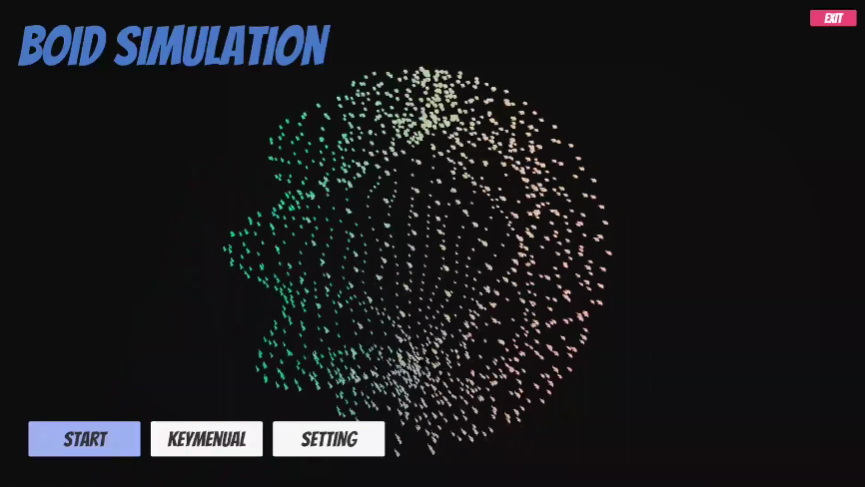 BOID SIMULATION
EXIT
START
KEYMENUAL
SETTING